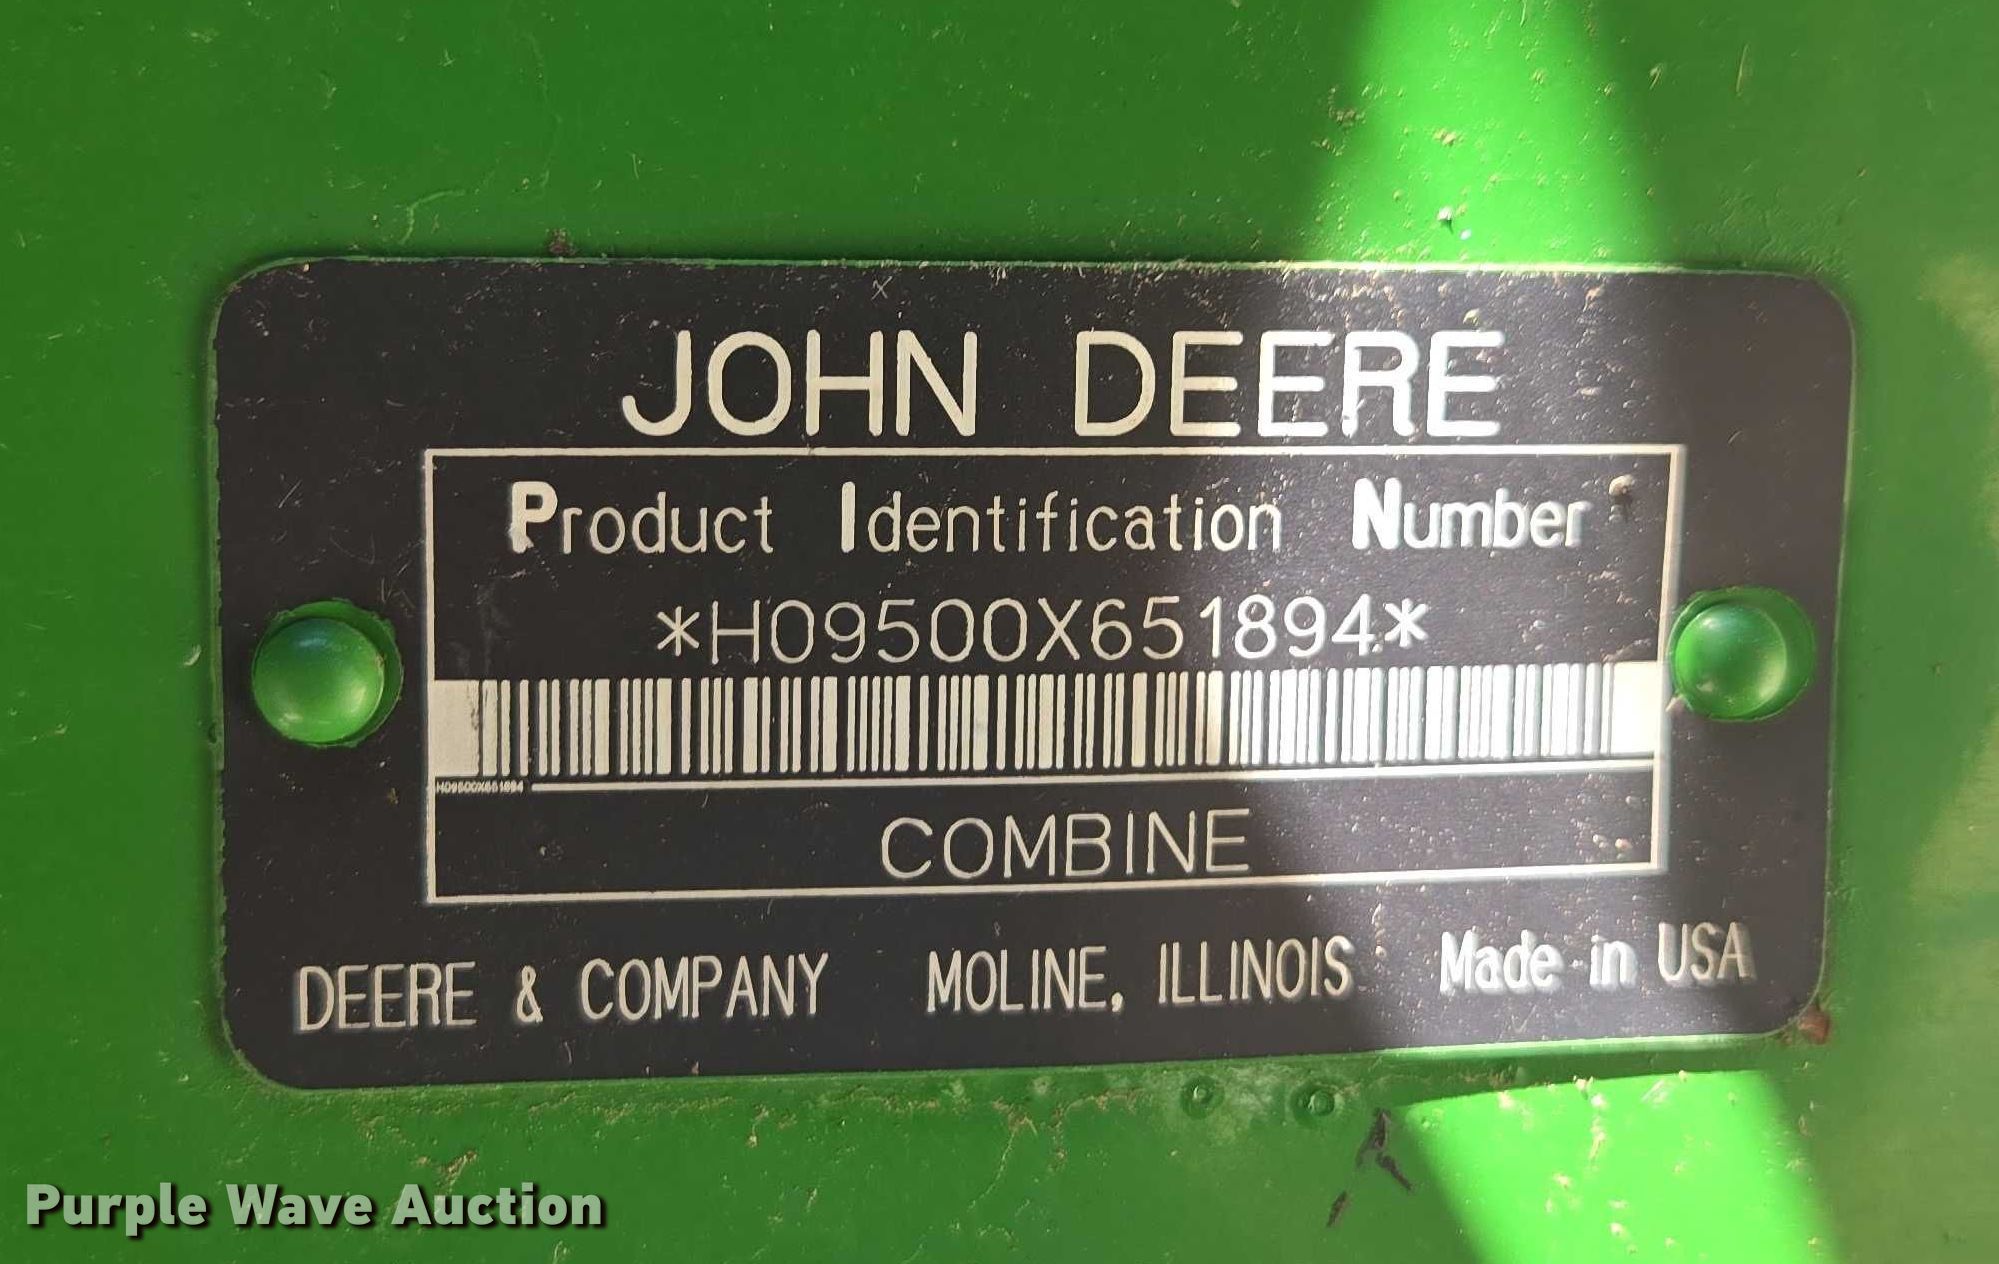 JOHN DEERE
Product Identification Number
*H09500X651894*
H09500X651894
COMBINE
DEERE & COMPANY MOLINE, ILLINOIS Made in USA
Purple Wave Auction